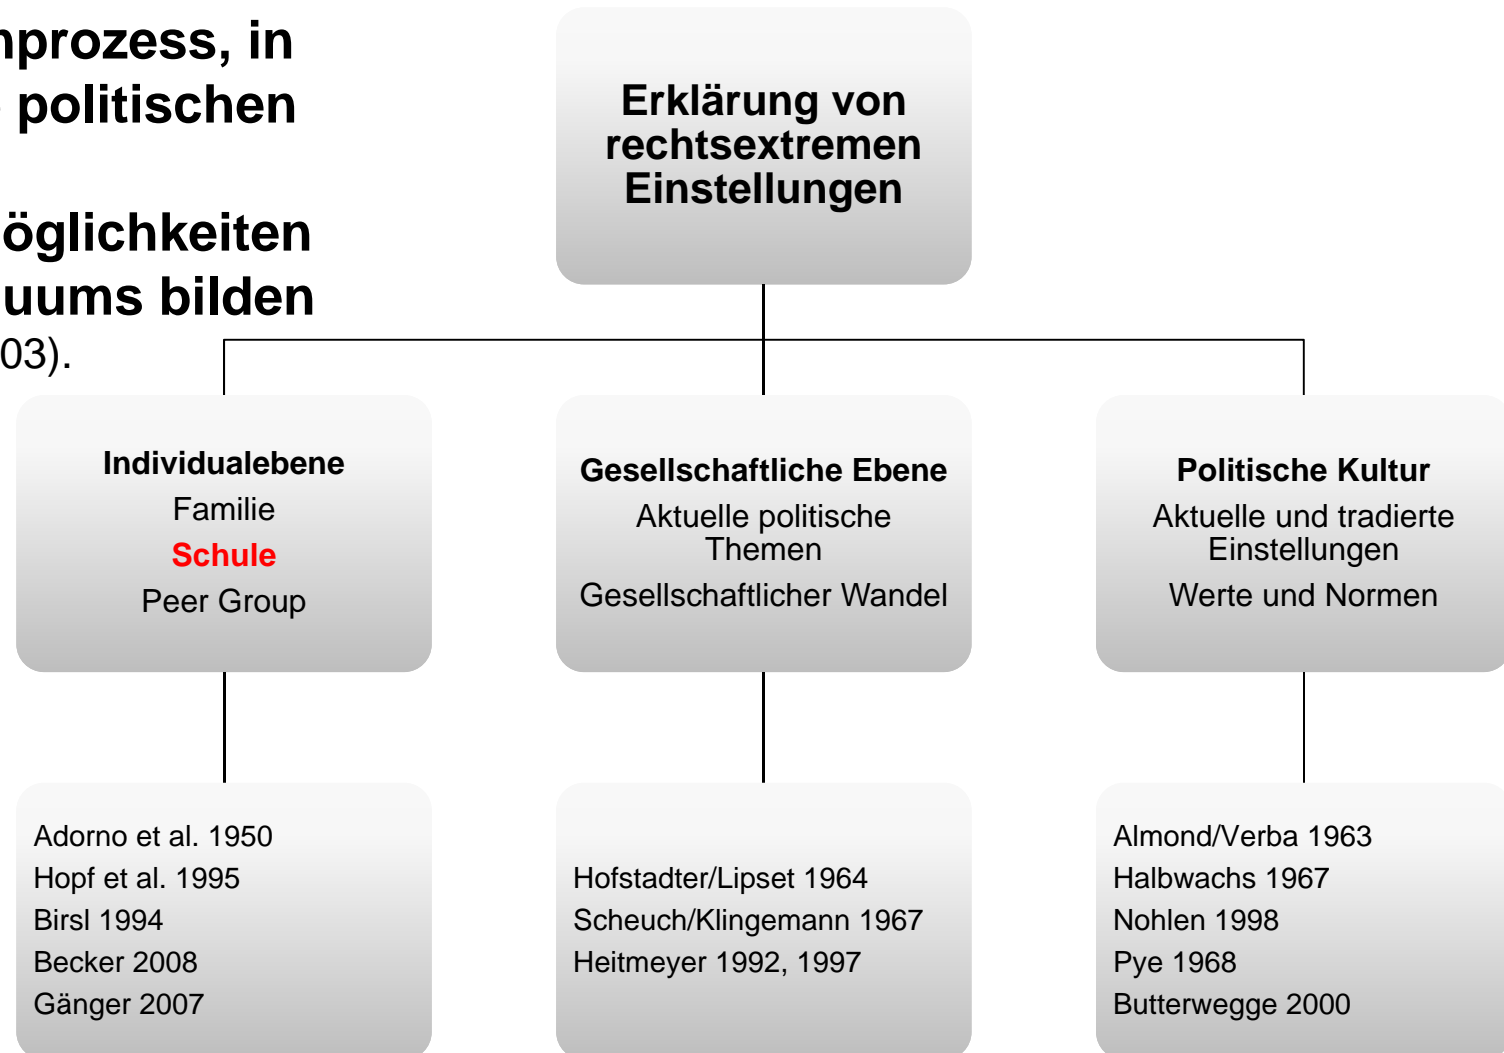 in
politischen
bilden
03).
Erklärung von
rechtsextremen
Einstellungen
Individualebene
Familie
Schule
Peer Group
Gesellschaftliche Ebene
Aktuelle politische
Themen
Gesellschaftlicher Wandel
Politische Kultur
Aktuelle und tradierte
Einstellungen
Werte und Normen
Adorno et al. 1950
Hopf et al. 1995
Birsl 1994
Becker 2008
Gänger 2007
Hofstadter/Lipset 1964
Scheuch/Klingemann 1967
Heitmeyer 1992, 1997
Almond/Verba 1963
Halbwachs 1967
Nohlen 1998
Pye 1968
Butterwegge 2000